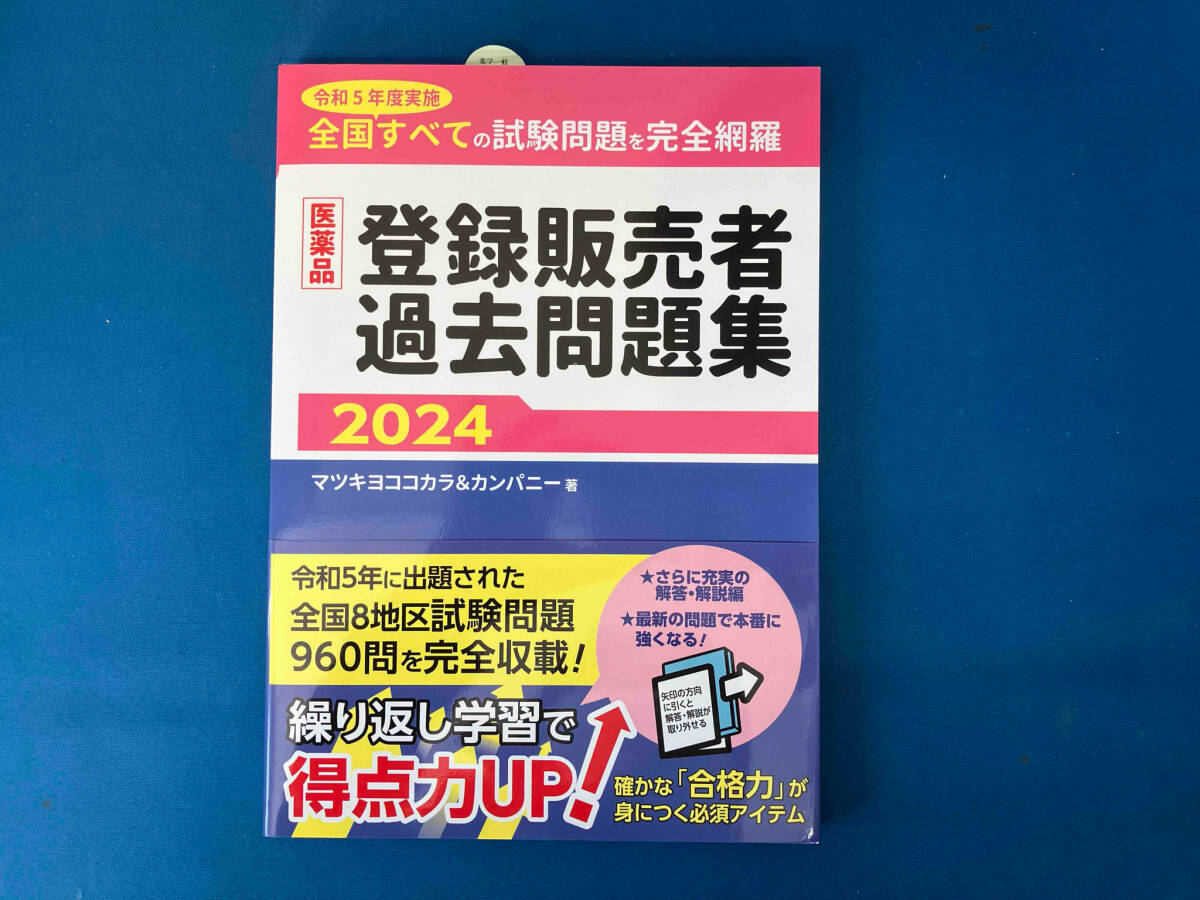 薬学一般
令和5年度実施
全国すべての試験問題を完全網羅
医薬品
登録販売者
過去問題集
2024
マツキヨココカラ&カンパニー 著
令和5年に出題された
全国8地区試験問題
960問を完全収載!
★さらに充実の
解答・解説編
★最新の問題で本番に
強くなる!
矢印の方向
に引くと
解答・解説が
取り外せる
繰り返し学習で
得点力UP!
確かな「合格力」が
身につく必須アイテム